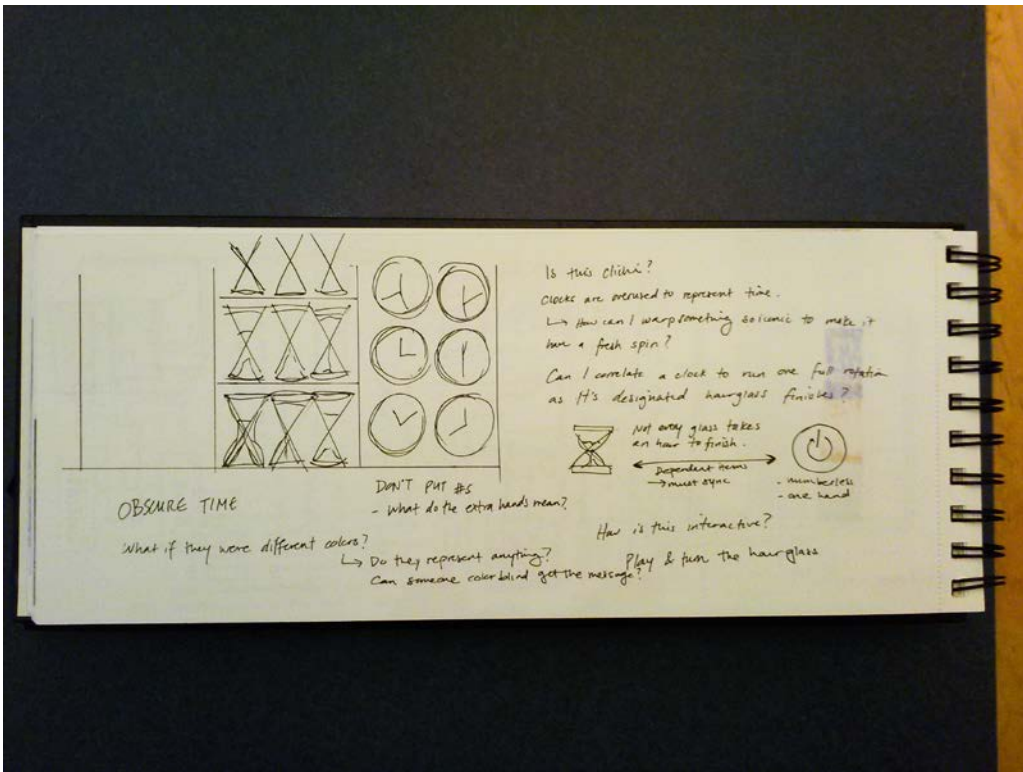 Is this cliché?
Clocks are overused to represent time.
↳ How can I warp something so iconic to make it
have a fresh spin?
Can I correlate a clock to run one full rotation
as it's designated hourglass finishes?
Not every glass takes
an hour to finish.
Dependent items
→ must sync
- numberless
- one hand
DON'T PUT #S
- What do the extra hands mean?
OBSCURE TIME
What if they were different colors?
↳ Do they represent anything?
Can someone colorblind get the message?
How is this interactive?
Play & turn the hourglass